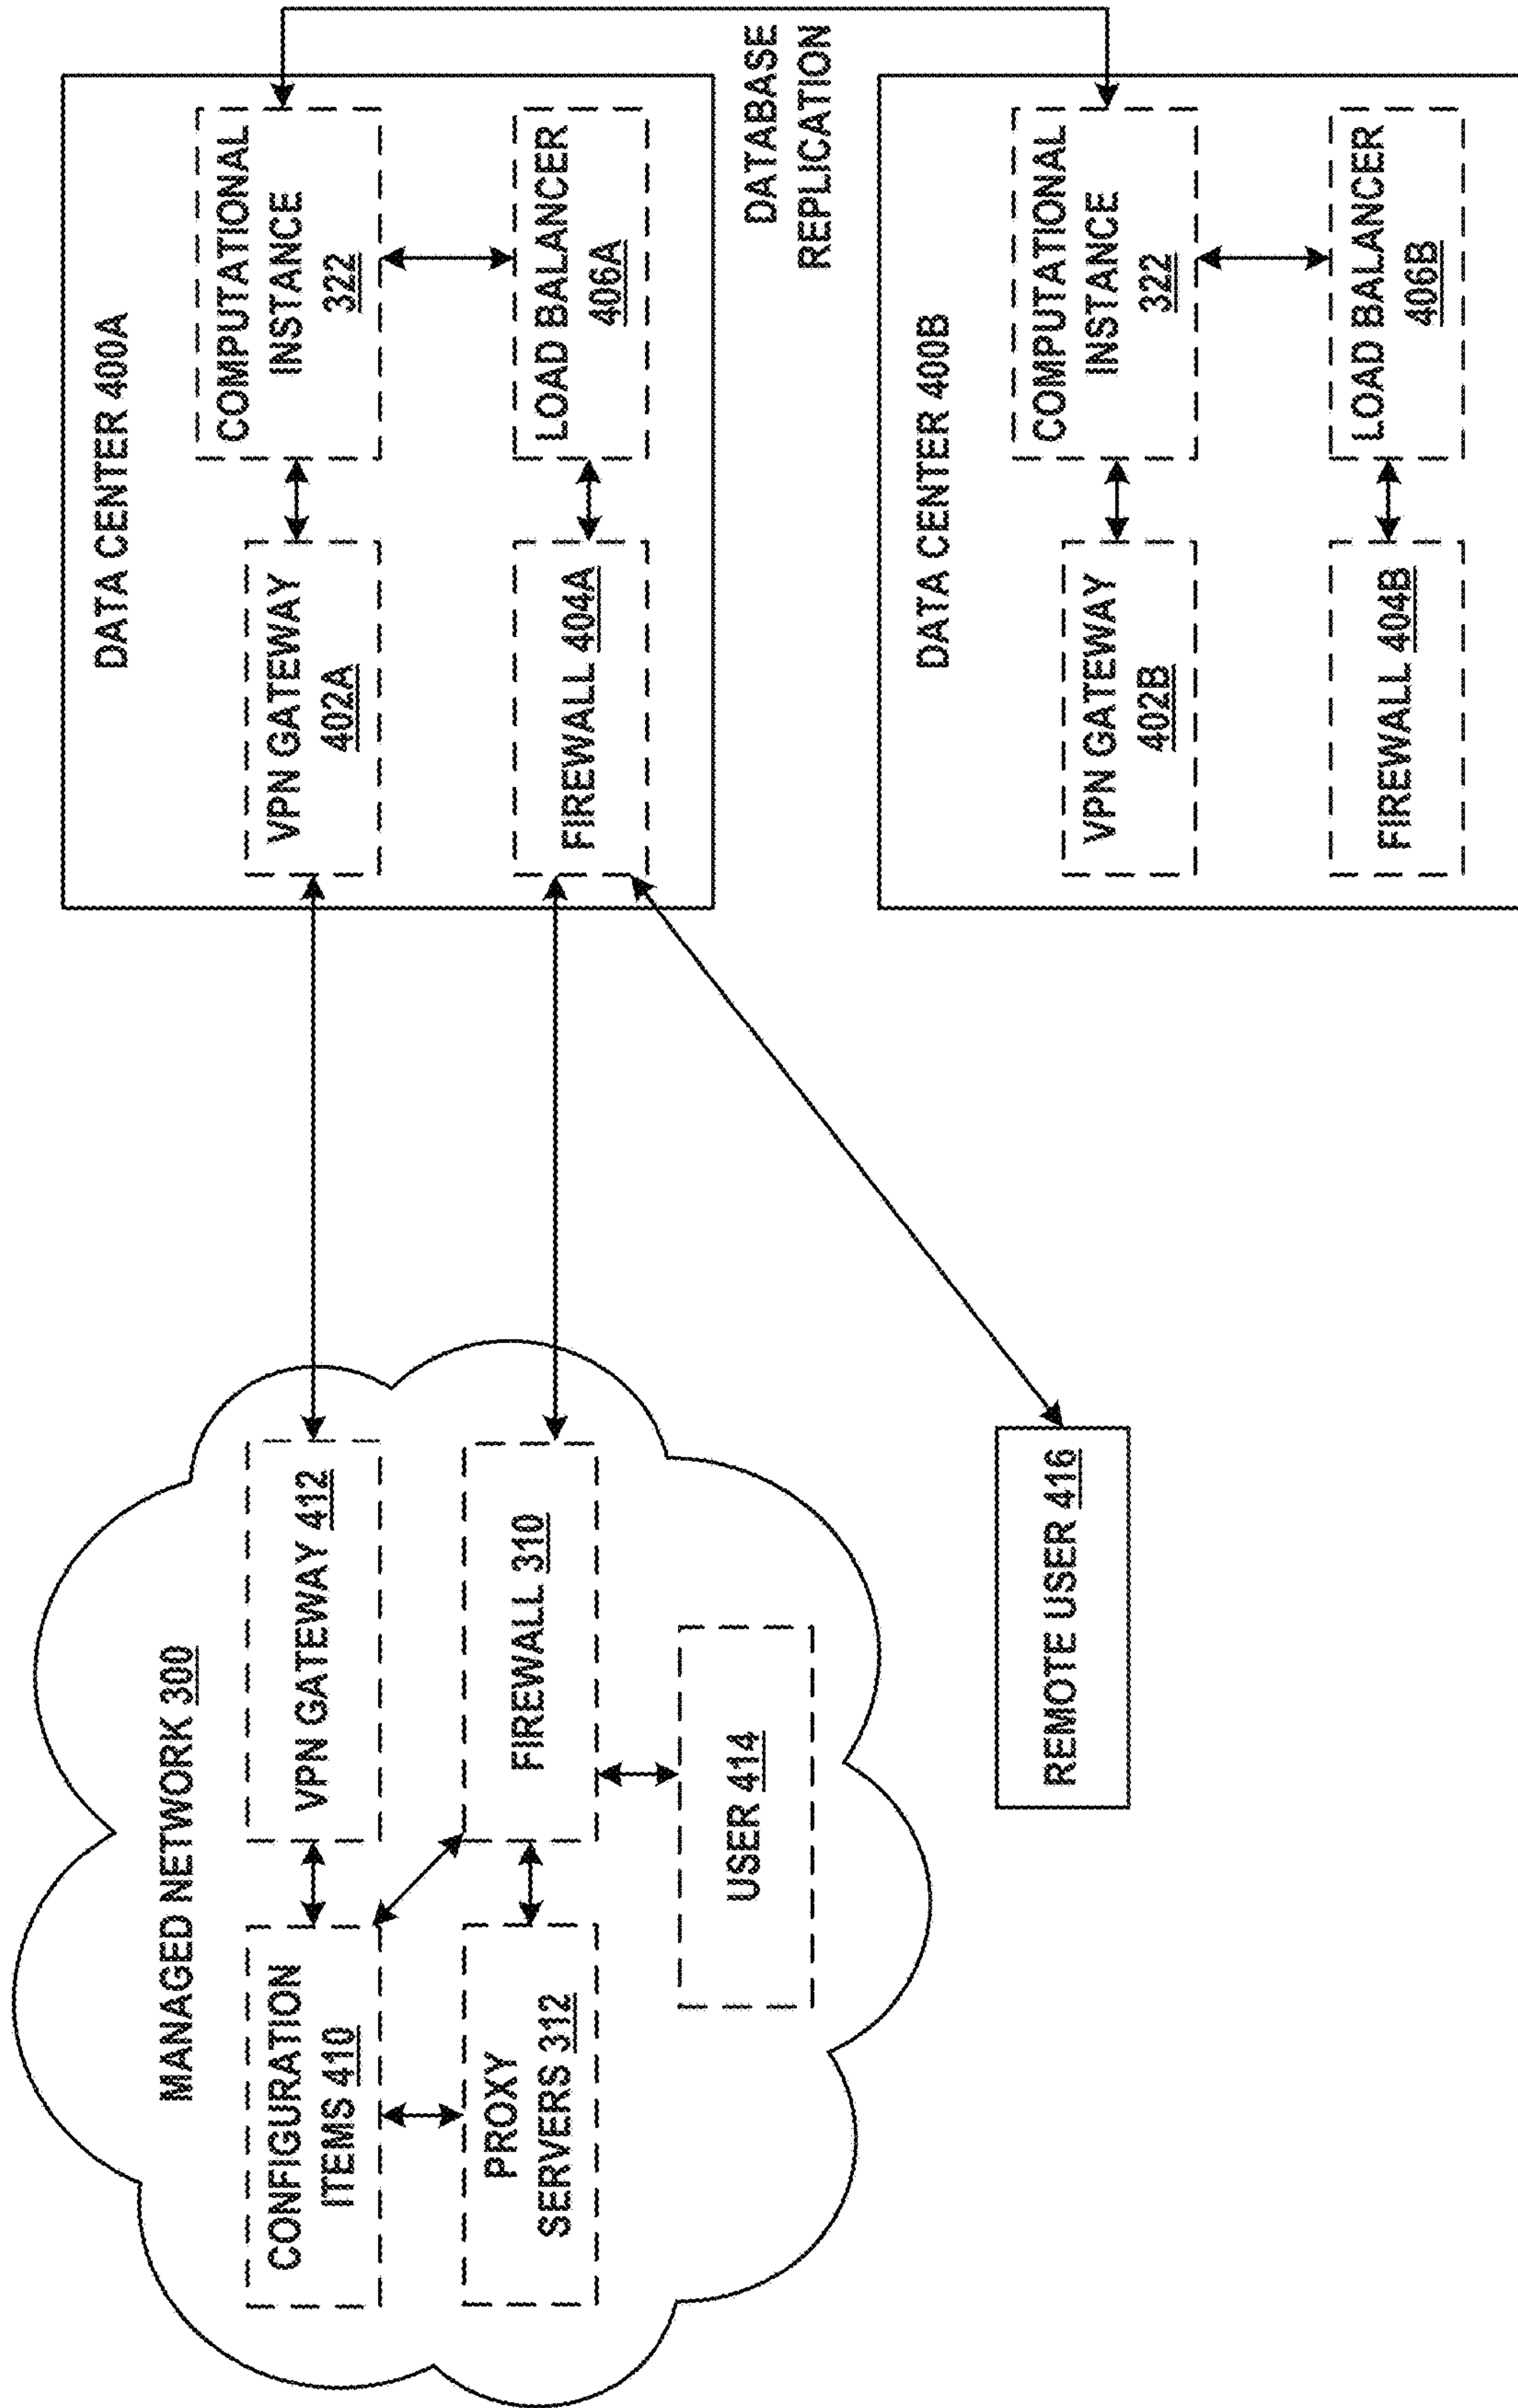 MANAGED NETWORK 300
CONFIGURATION
ITEMS 410
VPN GATEWAY 412
PROXY
SERVERS 312
FIREWALL 310
USER 414
REMOTE USER 416
DATA CENTER 400A
VPN GATEWAY
402A
COMPUTATIONAL
INSTANCE
322
FIREWALL 404A
LOAD BALANCER
406A
DATABASE
REPLICATION
DATA CENTER 400B
VPN GATEWAY
402B
COMPUTATIONAL
INSTANCE
322
FIREWALL 404B
LOAD BALANCER
406B